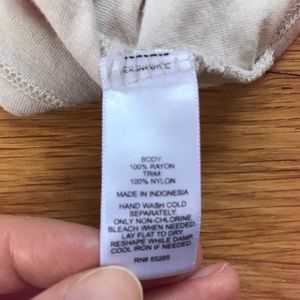 BODY:
100% RAYON
TRIM:
100% NYLON
MADE IN INDONESIA
HAND WASH COLD
SEPARATELY.
ONLY NON-CHLORINE
BLEACH WHEN NEEDED
LAY FLAT TO DRY.
RESHAPE WHILE DAMP.
COOL IRON IF NEEDED.
RN# 55285